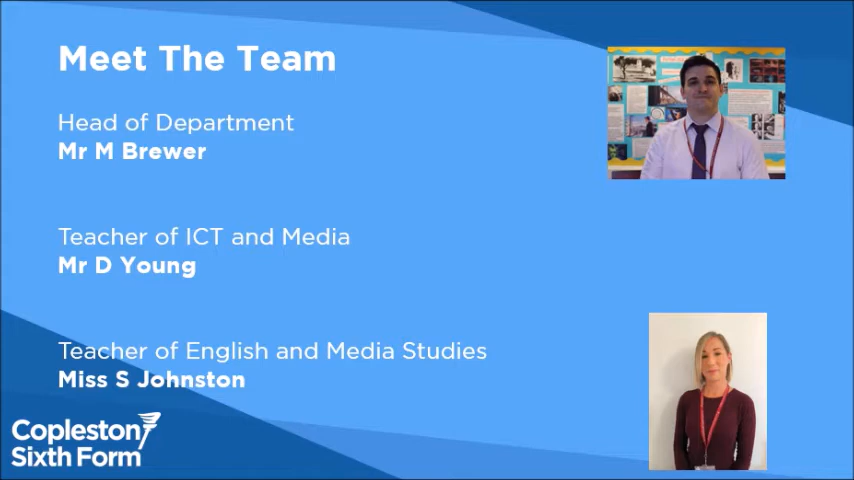 Meet The Team
Head of Department
Mr M Brewer
Teacher of ICT and Media
Mr D Young
Teacher of English and Media Studies
Miss S Johnston
Copleston
Sixth Form